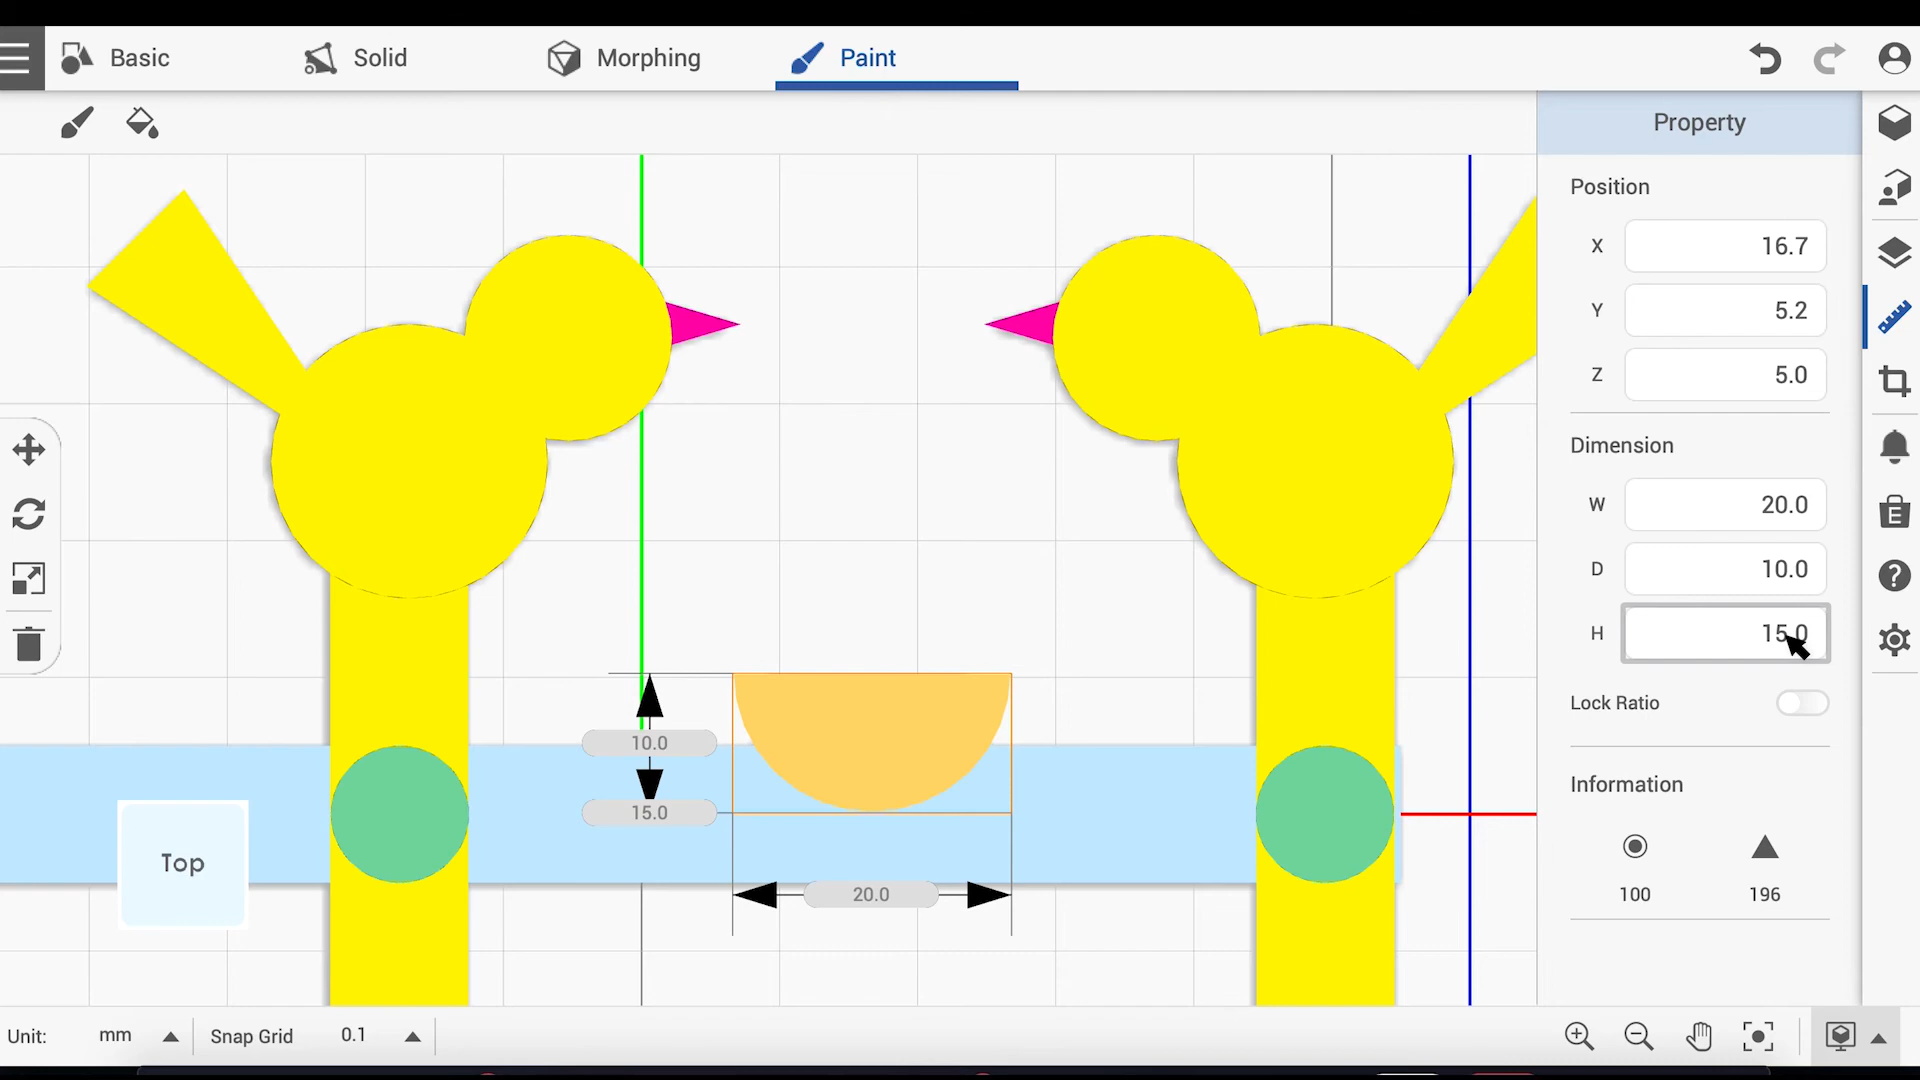 Basic
Solid
Morphing
Paint
Property
Position
X 16.7
Y 5.2
Z 5.0
Dimension
W 20.0
D 10.0
H 15.0
Lock Ratio
Information
100 196
10.0
15.0
20.0
Top
E
?
Unit: mm Snap Grid 0.1